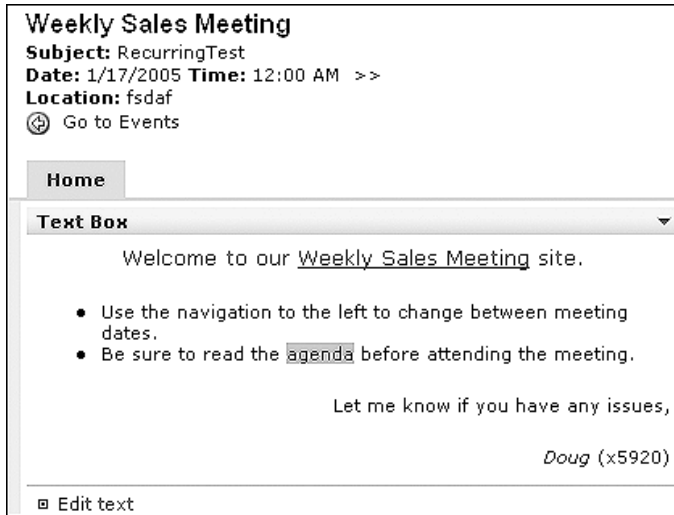 Weekly Sales Meeting
Subject: RecurringTest
Date: 1/17/2005 Time: 12:00 AM >>
Location: fsdaf
Go to Events
Home
Text Box
Welcome to our Weekly Sales Meeting site.
• Use the navigation to the left to change between meeting
dates.
• Be sure to read the agenda before attending the meeting.
Let me know if you have any issues,
Doug (x5920)
Edit text